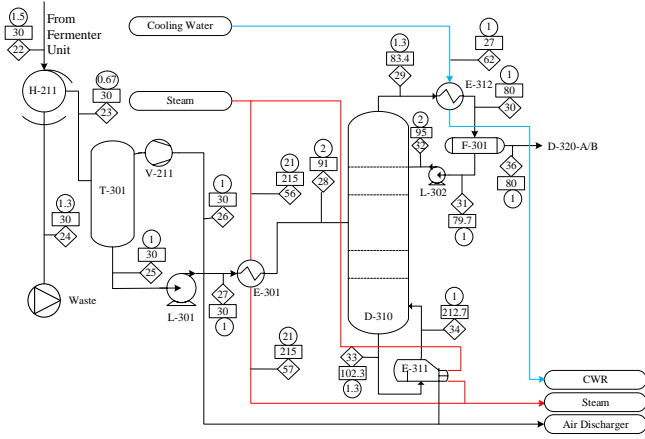 1.5
30
22
From
Fermenter
Unit
H-211
0.67
30
23
1.3
30
24
Waste
T-301
V-211
1
30
25
1
30
26
L-301
27
30
1
Cooling Water
Steam
21
215
56
E-301
21
215
57
2
91
28
D-310
1.3
83.4
29
1
27
62
E-312
1
80
30
F-301
D-320-A/B
36
80
1
2
95
32
L-302
31
79.7
1
1
212.7
34
33
102.3
1.3
E-311
CWR
Steam
Air Discharger